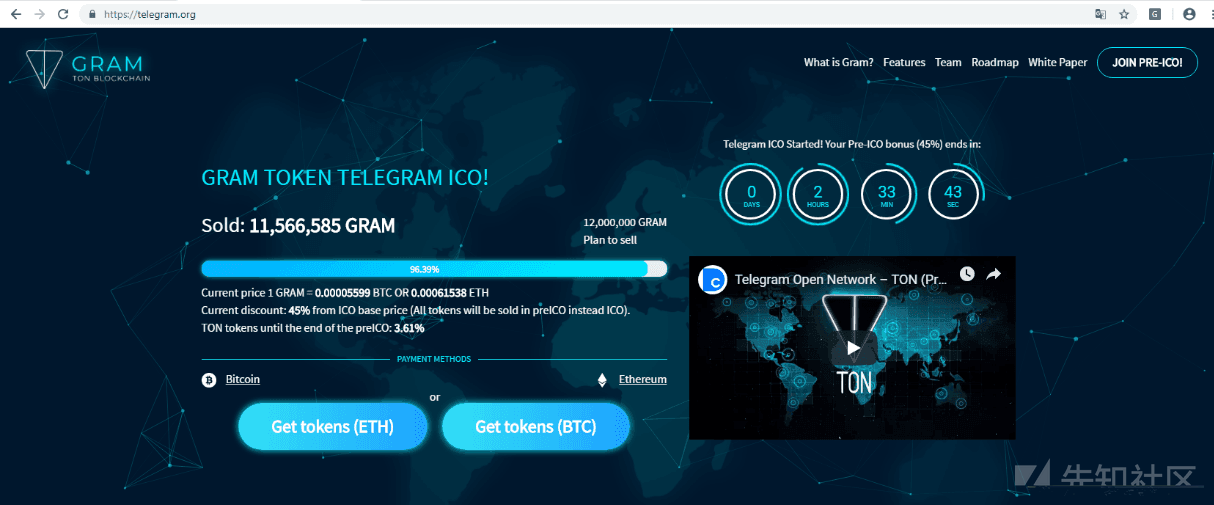 https://telegram.org
GRAM
TON BLOCKCHAIN
What is Gram? Features Team Roadmap White Paper JOIN PRE-ICO!
Telegram ICO Started! Your Pre-ICO bonus (45%) ends in:
0 2 33 43
DAYS HOURS MIN SEC
GRAM TOKEN TELEGRAM ICO!
Sold: 11,566,585 GRAM
12,000,000 GRAM
Plan to sell
96.39%
Current price 1 GRAM = 0.00005599 BTC OR 0.00061538 ETH
Current discount: 45% from ICO base price (All tokens will be sold in preICO instead ICO).
TON tokens until the end of the preICO: 3.61%
PAYMENT METHODS
Bitcoin
Ethereum
or
Get tokens (ETH) Get tokens (BTC)
Telegram Open Network – TON (Pr...
TON
先知社区